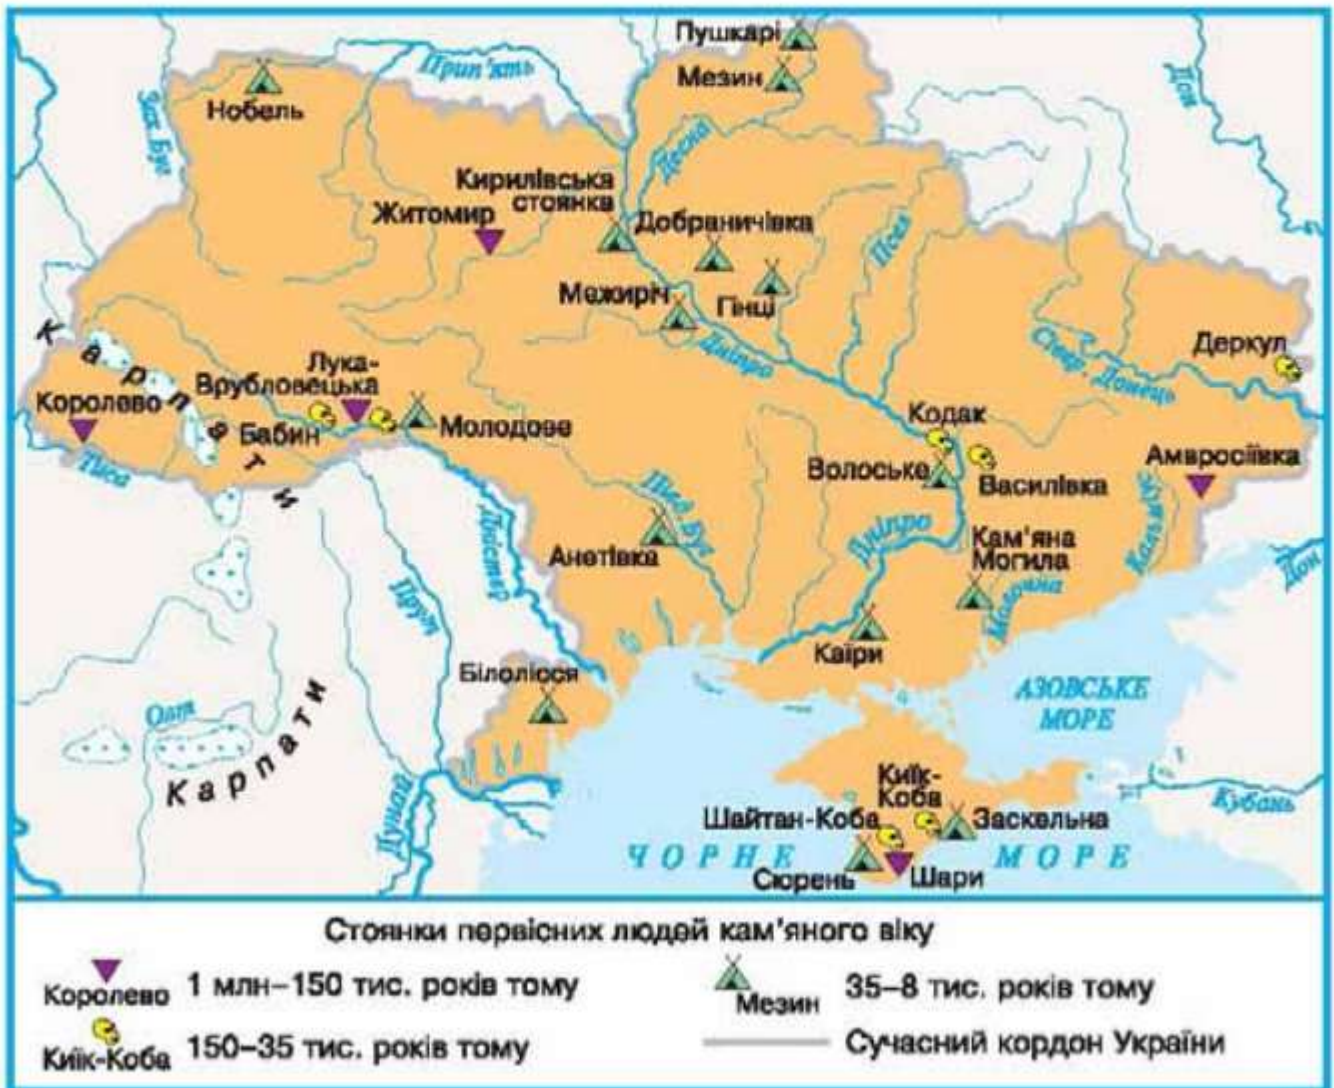 Пушкарі
Прип'ять
Мезин
Дон
Нобель
Зах. Буг
Десна
Кирилівська
стоянка
Житомир
Добраничівка
Псел
Межиріч
Гінці
Дніпро
Сівер. Донець
Деркул
Карпати
Лука-
Врубловецька
Королево
Бабин
Молодове
Тиса
Кодак
Волоське
Василівка
Амвросіївка
Півд. Буг
Дністер
Прут
Анетівка
Дніпро
Кам'яна
Могила
Кальміус
Молочна
Дон
Каїри
Білолісся
АЗОВСЬКЕ
МОРЕ
Олт
Карпати
Дунай
Киїк-
Коба
Кубань
Шайтан-Коба
Заскельна
ЧОРНЕ МОРЕ
Сюрень
Шари
Стоянки первісних людей кам'яного віку
Королево 1 млн–150 тис. років тому
Мезин 35–8 тис. років тому
Киїк-Коба 150–35 тис. років тому
Сучасний кордон України